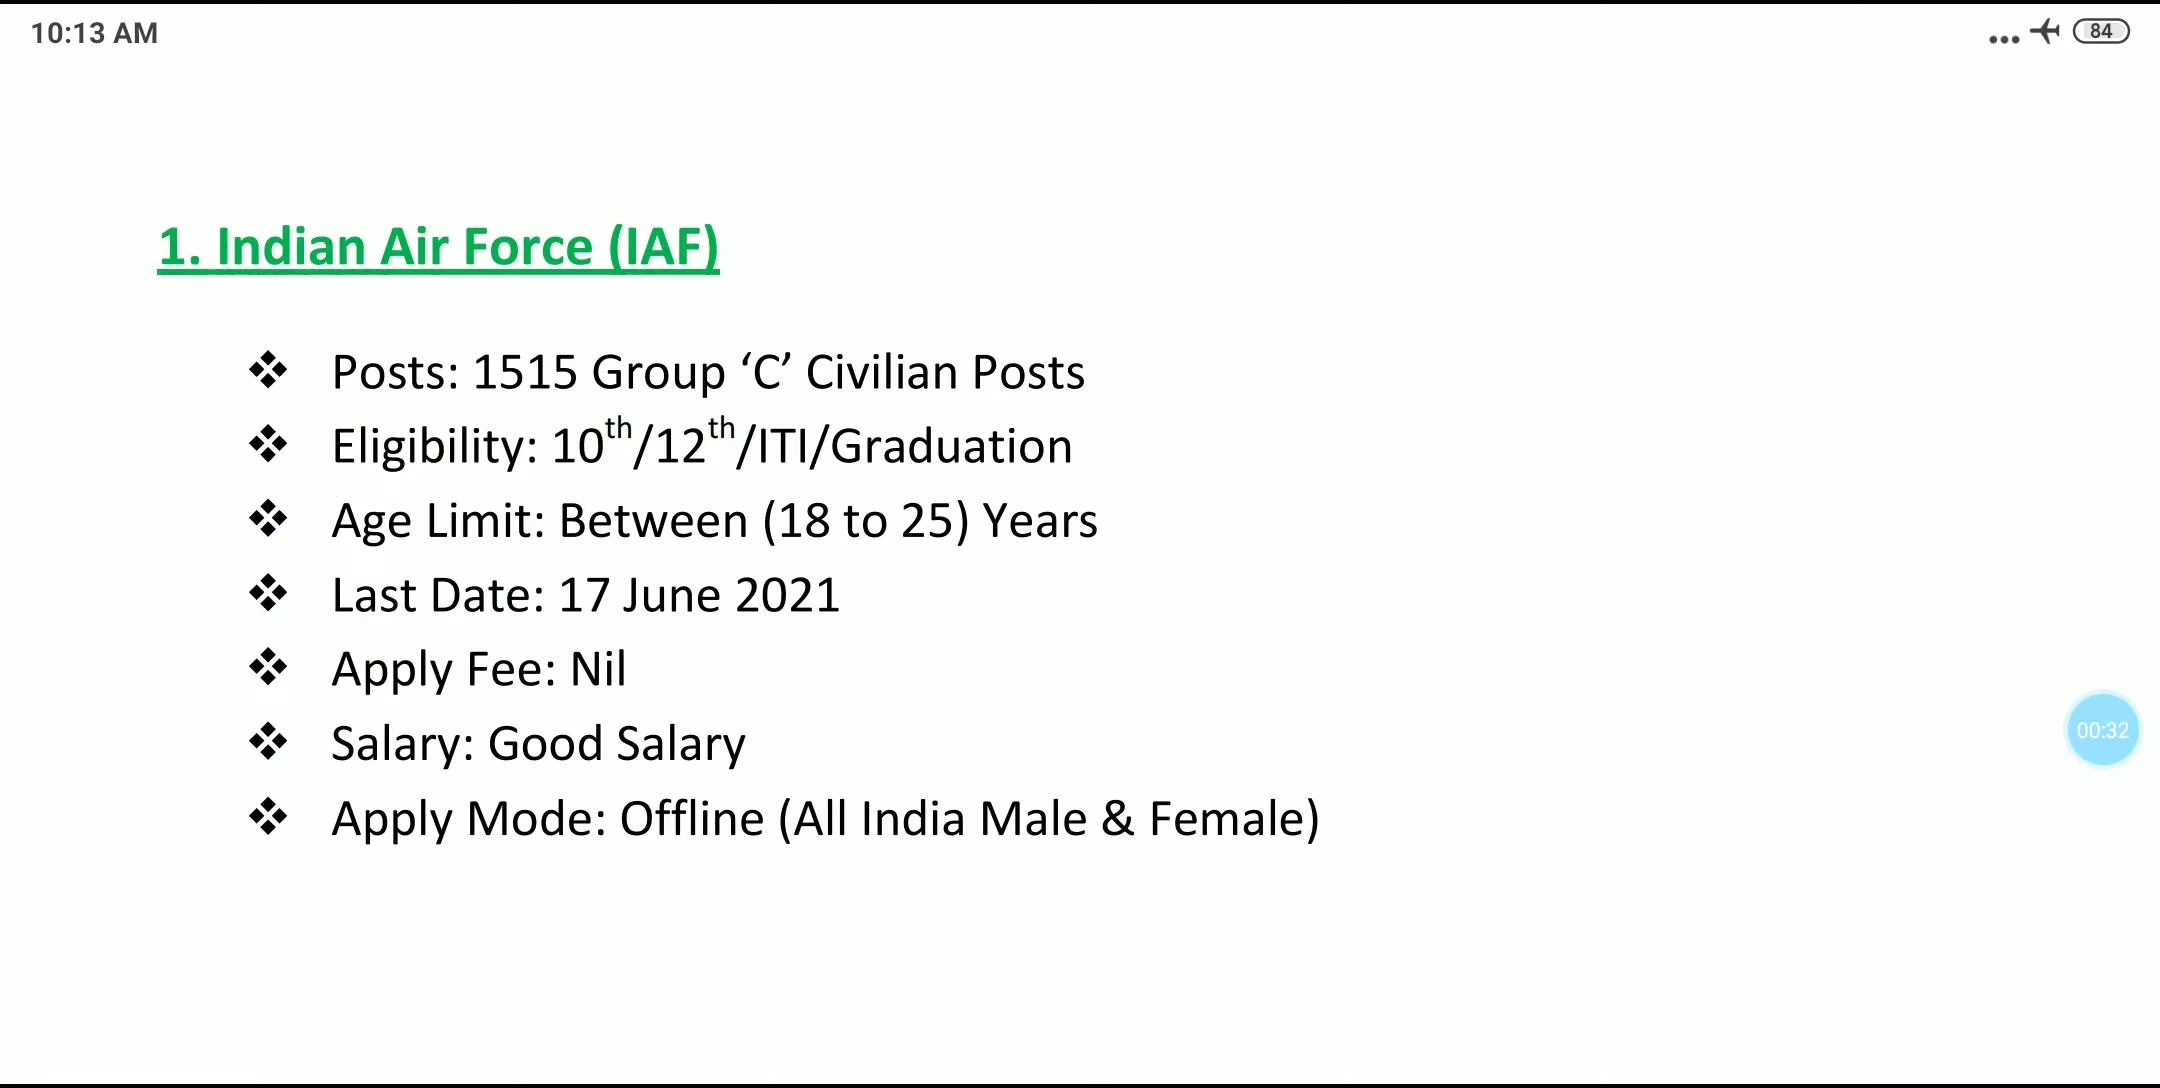 10:13 AM
84
1. Indian Air Force (IAF)
❖ Posts: 1515 Group ‘C’ Civilian Posts
❖ Eligibility: 10th/12th/ITI/Graduation
❖ Age Limit: Between (18 to 25) Years
❖ Last Date: 17 June 2021
❖ Apply Fee: Nil
❖ Salary: Good Salary
00:32
❖ Apply Mode: Offline (All India Male & Female)